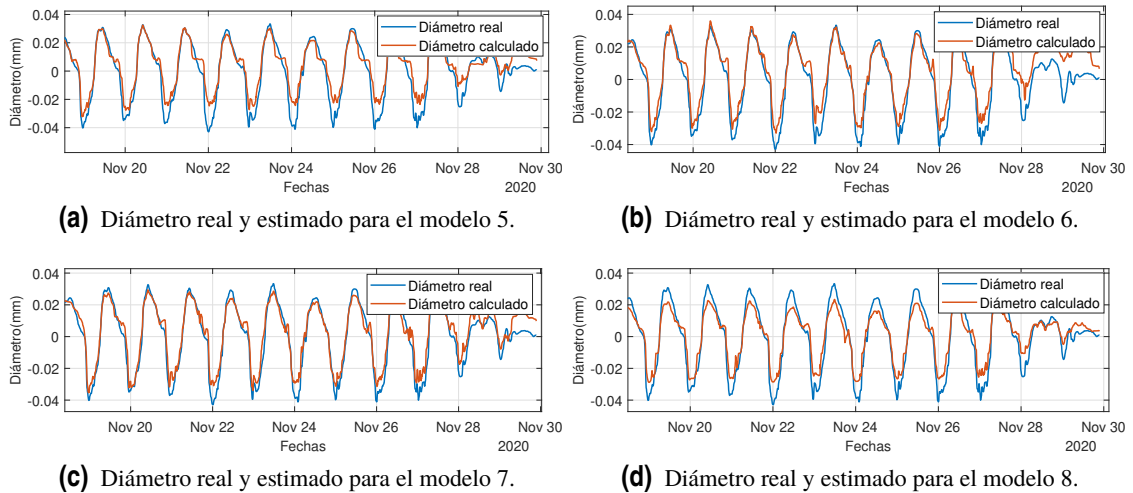 0.04
0.02
0
-0.02
-0.04
Diámetro(mm)
Diámetro real
Diámetro calculado
Nov 20
Nov 22
Nov 24
Nov 26
Nov 28
Nov 30
Fechas
2020
(a) Diámetro real y estimado para el modelo 5.
0.04
0.02
0
-0.02
-0.04
Diámetro(mm)
Diámetro real
Diámetro calculado
Nov 20
Nov 22
Nov 24
Nov 26
Nov 28
Nov 30
Fechas
2020
(b) Diámetro real y estimado para el modelo 6.
0.04
0.02
0
-0.02
-0.04
Diámetro(mm)
Diámetro real
Diámetro calculado
Nov 20
Nov 22
Nov 24
Nov 26
Nov 28
Nov 30
Fechas
2020
(c) Diámetro real y estimado para el modelo 7.
0.04
0.02
0
-0.02
-0.04
Diámetro(mm)
Diámetro real
Diámetro calculado
Nov 20
Nov 22
Nov 24
Nov 26
Nov 28
Nov 30
Fechas
2020
(d) Diámetro real y estimado para el modelo 8.